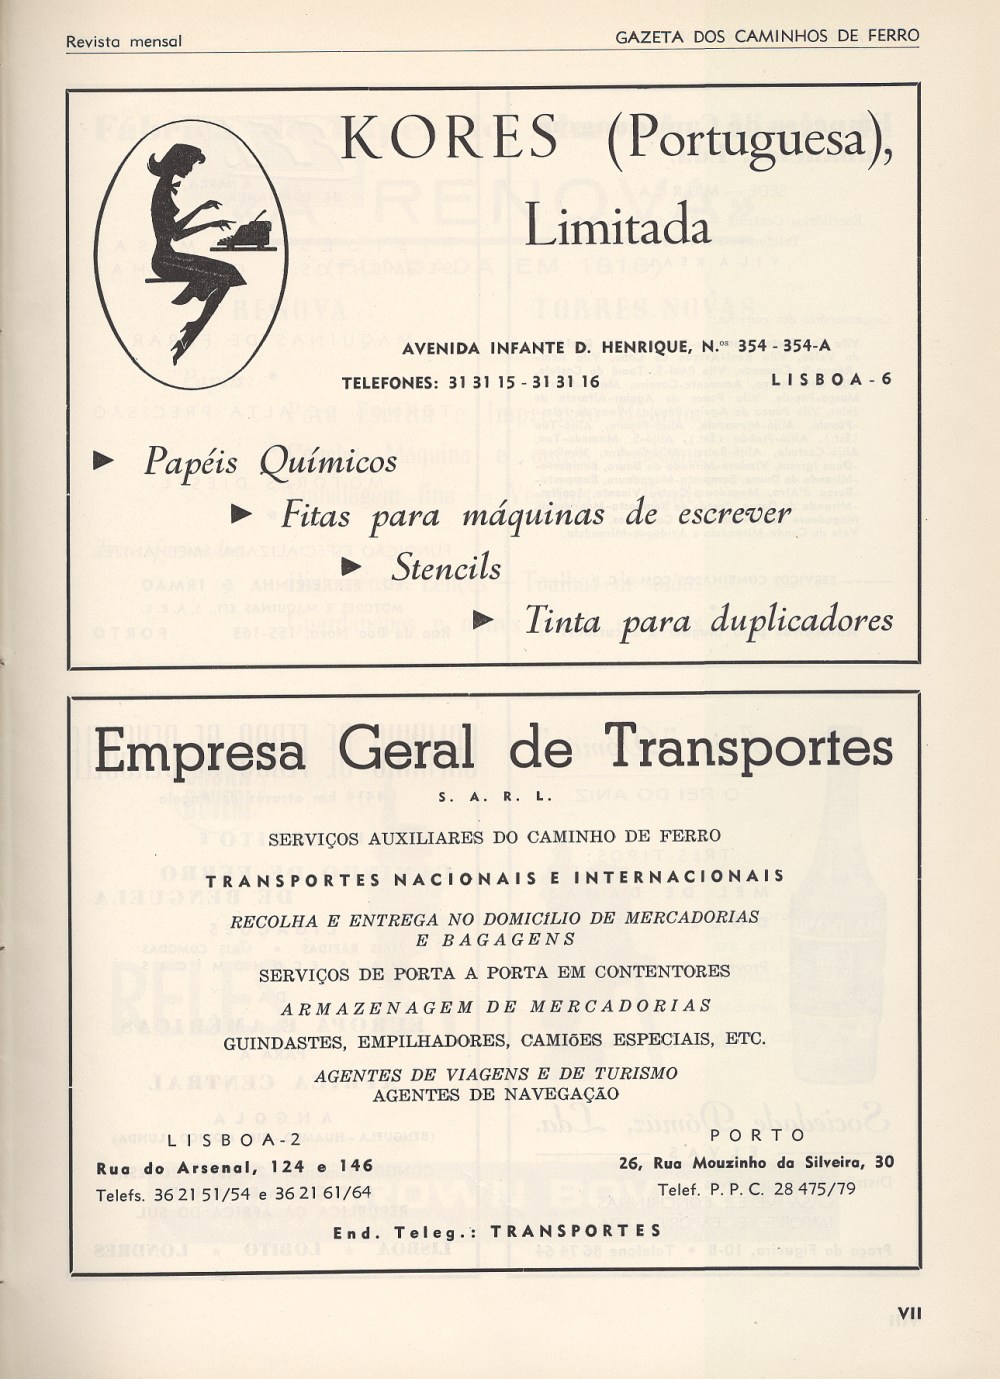 Revista mensal
GAZETA DOS CAMINHOS DE FERRO
KORES (Portuguesa),
Limitada
AVENIDA INFANTE D. HENRIQUE, N.ºˢ 354 - 354-A
TELEFONES: 31 31 15 - 31 31 16
LISBOA - 6
Papéis Químicos
Fitas para máquinas de escrever
Stencils
Tinta para duplicadores
Empresa Geral de Transportes
S. A. R. L.
SERVIÇOS AUXILIARES DO CAMINHO DE FERRO
TRANSPORTES NACIONAIS E INTERNACIONAIS
RECOLHA E ENTREGA NO DOMICÍLIO DE MERCADORIAS
E BAGAGENS
SERVIÇOS DE PORTA A PORTA EM CONTENTORES
ARMAZENAGEM DE MERCADORIAS
GUINDASTES, EMPILHADORES, CAMIÕES ESPECIAIS, ETC.
AGENTES DE VIAGENS E DE TURISMO
AGENTES DE NAVEGAÇÃO
LISBOA-2
Rua do Arsenal, 124 e 146
Telefs. 36 21 51/54 e 36 21 61/64
PORTO
26, Rua Mouzinho da Silveira, 30
Telef. P. P. C. 28 475/79
End. Teleg.: TRANSPORTES
VII